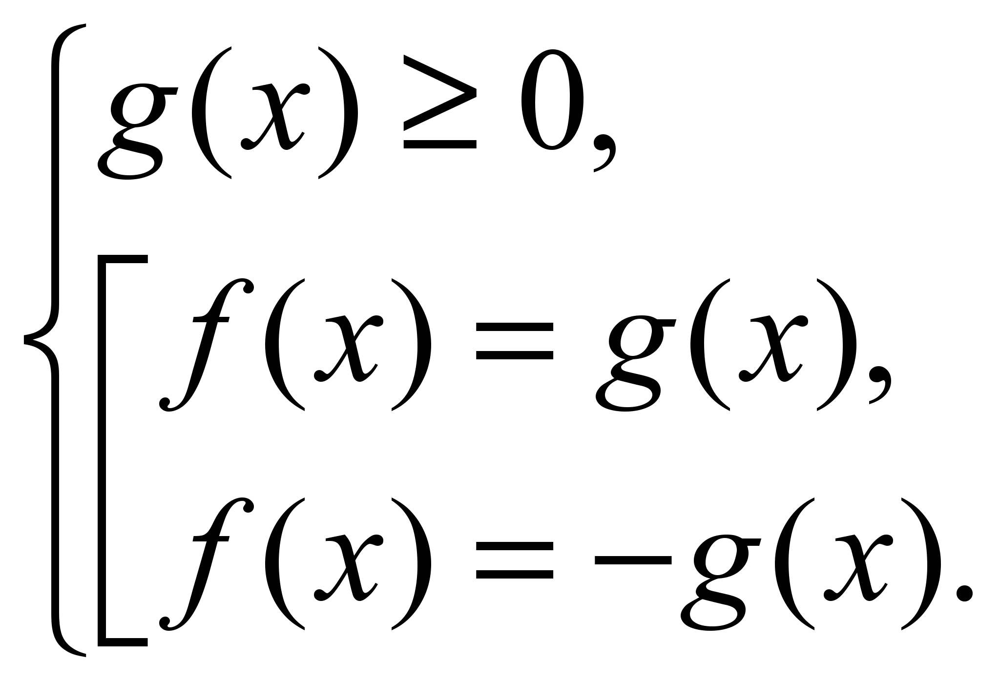 g(x) ≥ 0,
f(x) = g(x),
f(x) = −g(x).